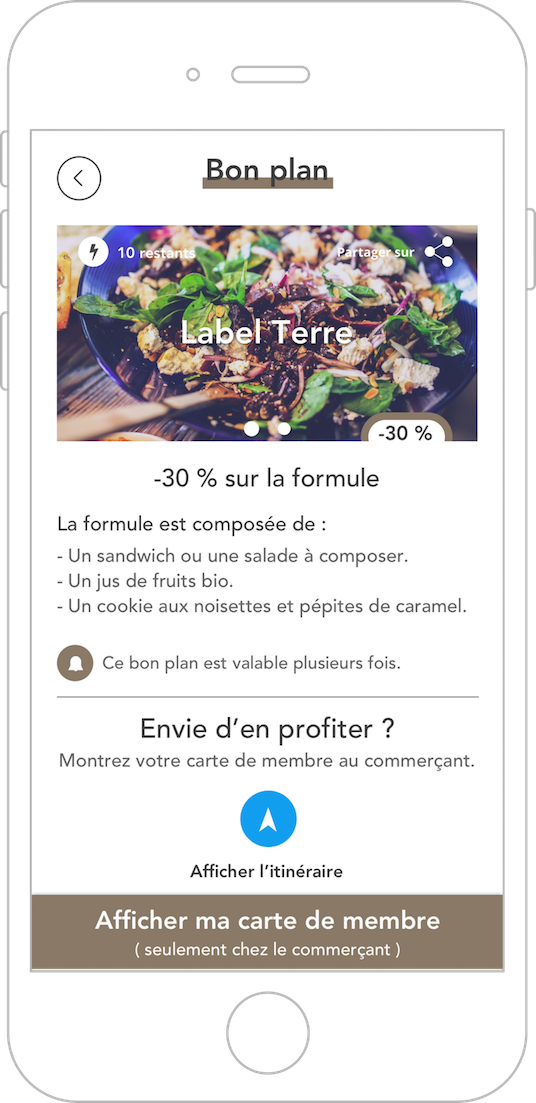 Bon plan
10 restants
Partager sur
Label Terre
-30 %
-30 % sur la formule
La formule est composée de :
- Un sandwich ou une salade à composer.
- Un jus de fruits bio.
- Un cookie aux noisettes et pépites de caramel.
Ce bon plan est valable plusieurs fois.
Envie d’en profiter ?
Montrez votre carte de membre au commerçant.
Afficher l’itinéraire
Afficher ma carte de membre
( seulement chez le commerçant )